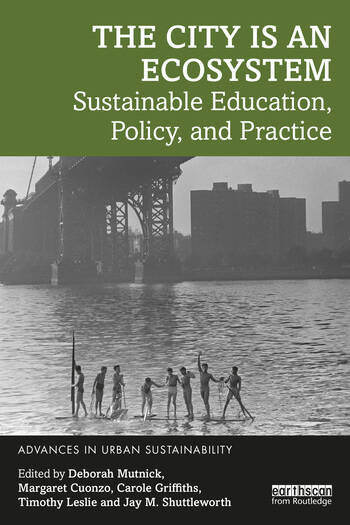 THE CITY IS AN
ECOSYSTEM
Sustainable Education,
Policy, and Practice
ADVANCES IN URBAN SUSTAINABILITY
Edited by Deborah Mutnick,
Margaret Cuonzo, Carole Griffiths,
Timothy Leslie and Jay M. Shuttleworth
earthscan
from Routledge